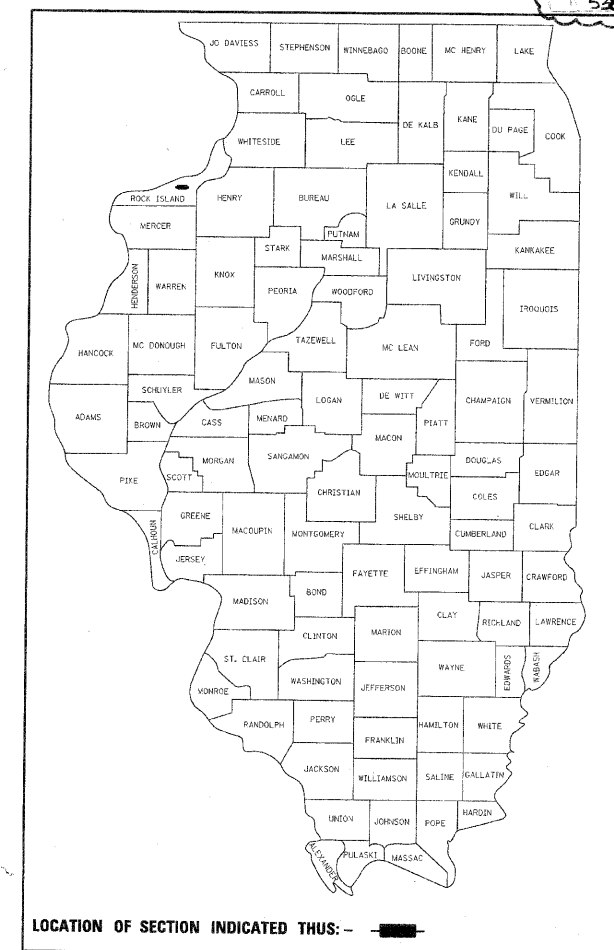 JO DAVIESS STEPHENSON WINNEBAGO BOONE MC HENRY LAKE
CARROLL OGLE
DE KALB KANE DU PAGE COOK
WHITESIDE LEE
KENDALL
ROCK ISLAND HENRY BUREAU LA SALLE GRUNDY WILL
MERCER PUTNAM
STARK MARSHALL KANKAKEE
HENDERSON WARREN KNOX PEORIA WOODFORD LIVINGSTON
IROQUOIS
HANCOCK MC DONOUGH FULTON TAZEWELL MC LEAN FORD
MASON
SCHUYLER LOGAN DE WITT CHAMPAIGN VERMILION
ADAMS BROWN CASS MENARD MACON PIATT
MORGAN SANGAMON DOUGLAS
PIKE SCOTT CHRISTIAN MOULTRIE COLES EDGAR
GREENE MACOUPIN MONTGOMERY SHELBY CUMBERLAND CLARK
CALHOUN JERSEY
FAYETTE EFFINGHAM JASPER CRAWFORD
MADISON BOND
CLINTON MARION CLAY RICHLAND LAWRENCE
ST. CLAIR
WASHINGTON JEFFERSON WAYNE EDWARDS WABASH
MONROE
RANDOLPH PERRY HAMILTON WHITE
FRANKLIN
JACKSON WILLIAMSON SALINE GALLATIN
UNION JOHNSON POPE HARDIN
ALEXANDER PULASKI MASSAC
LOCATION OF SECTION INDICATED THUS: -